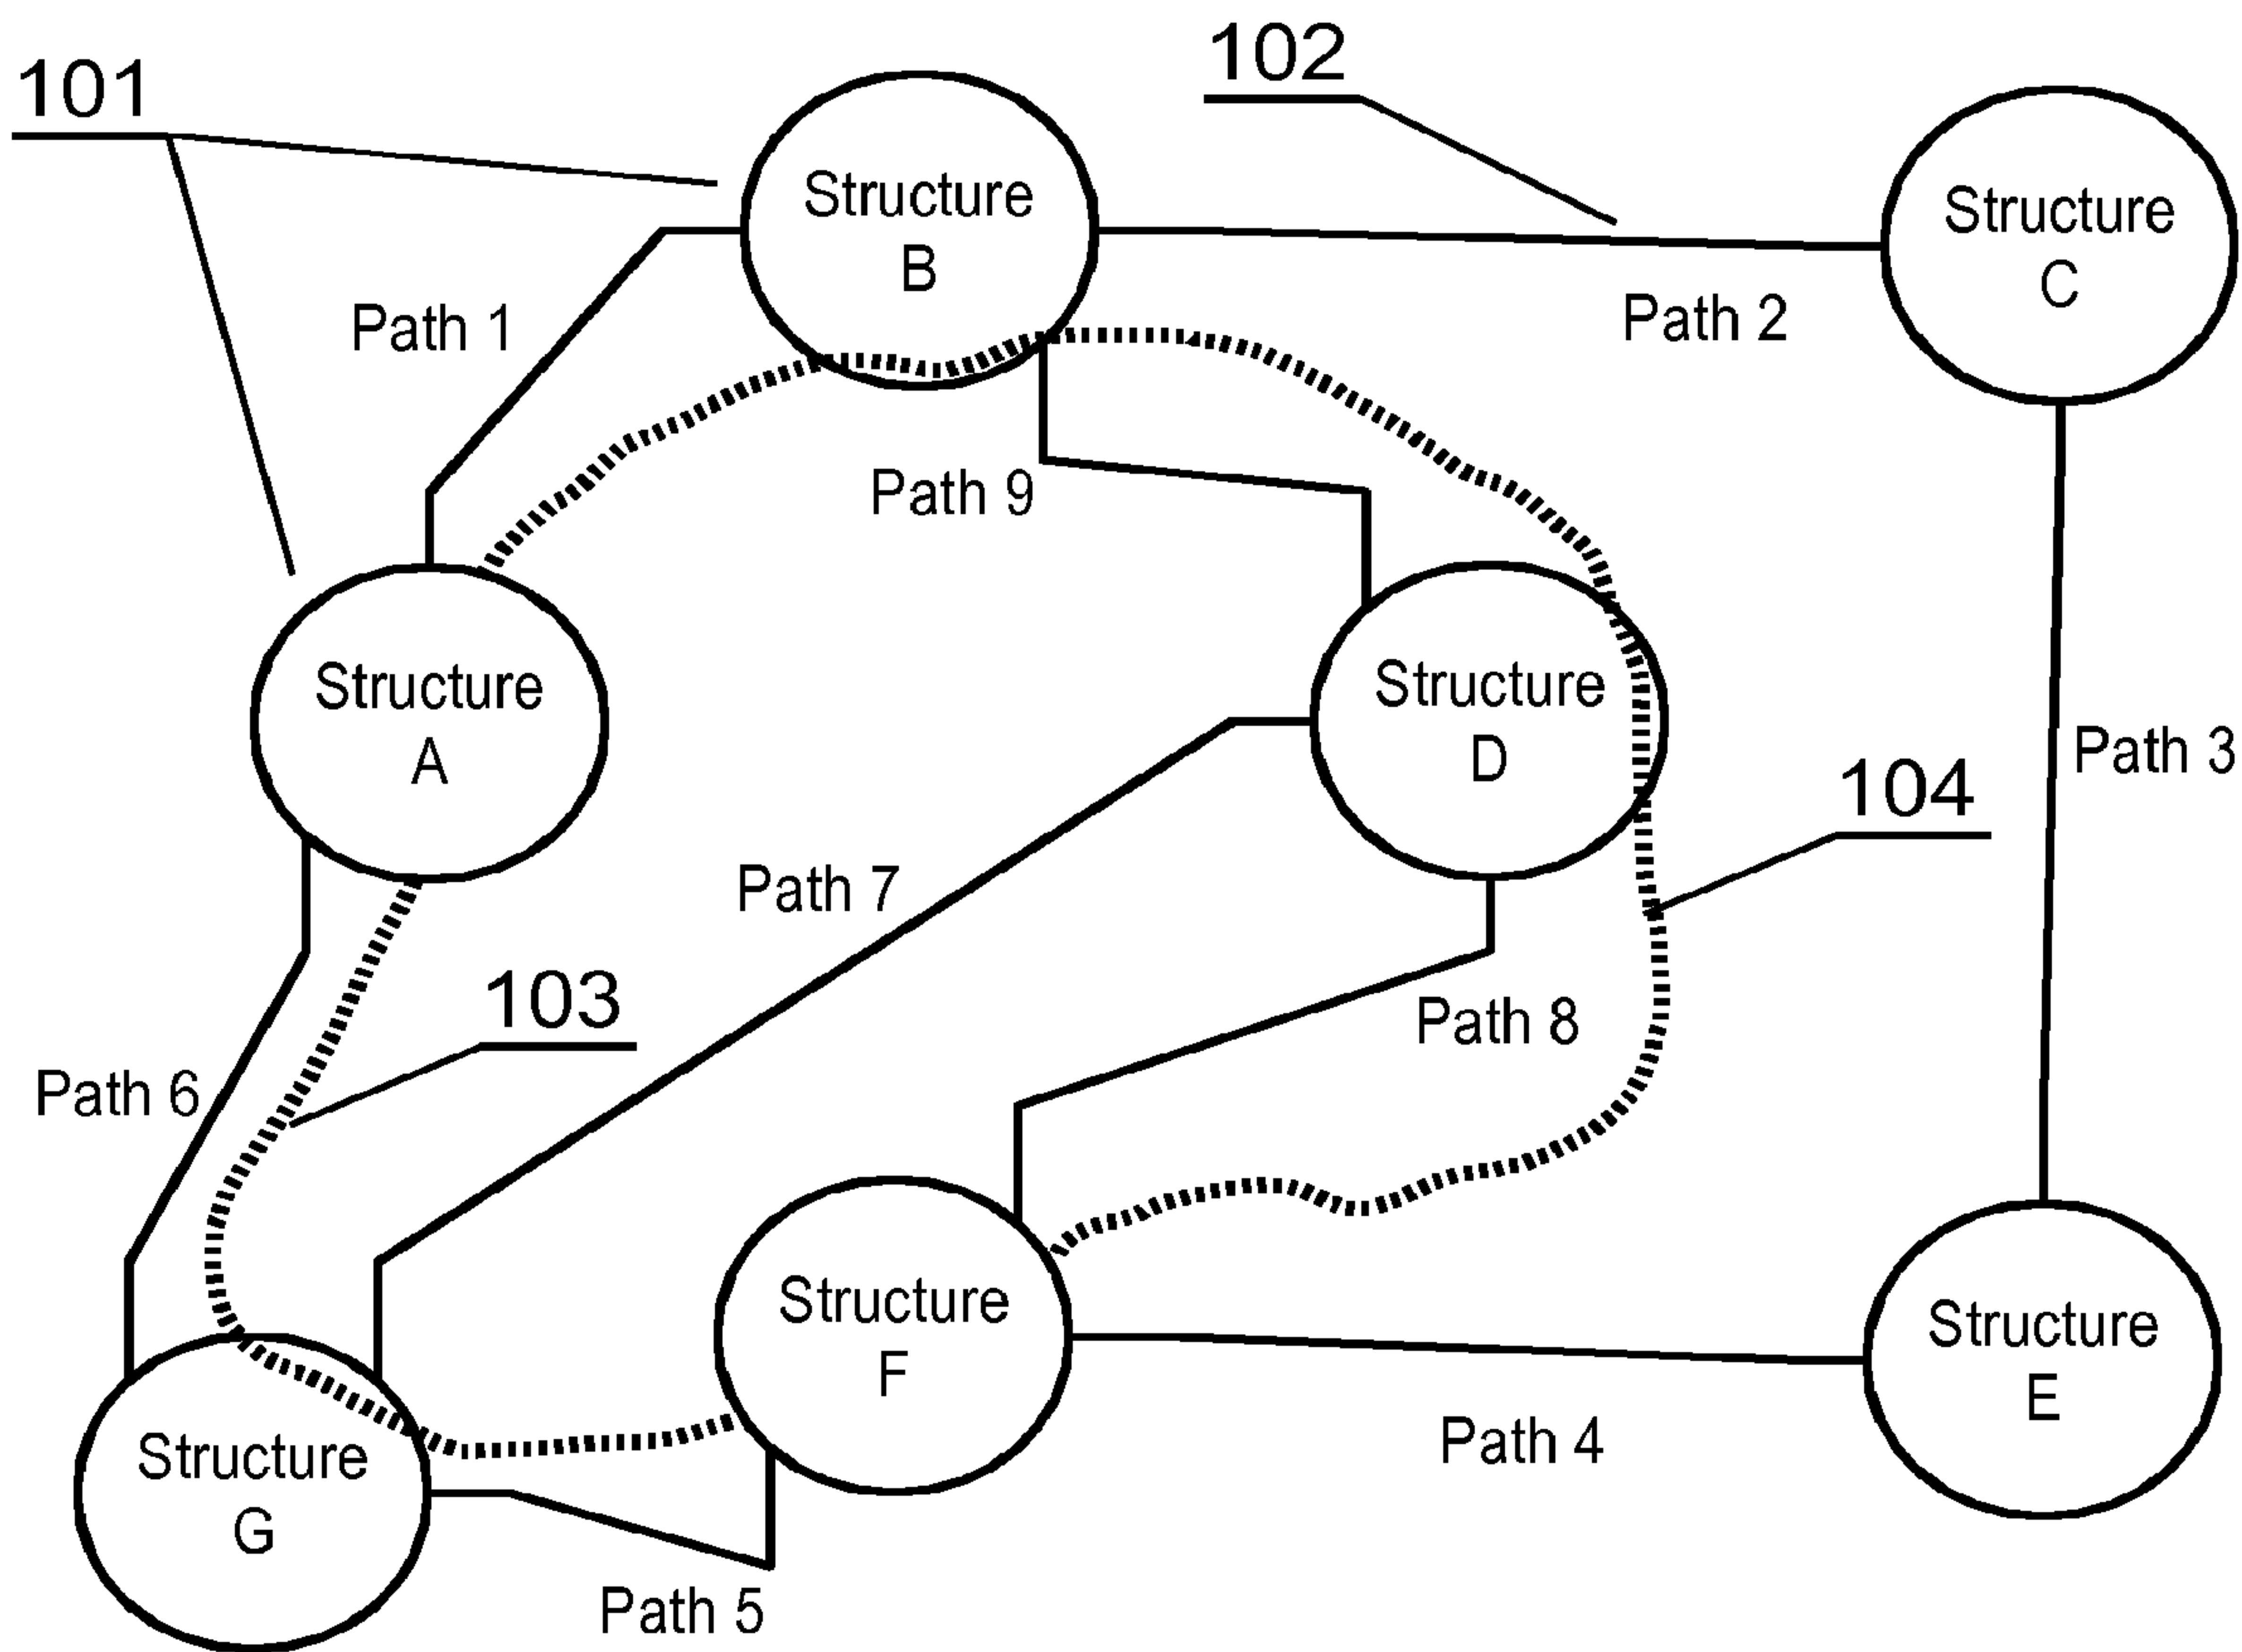 102
101
Structure
B
Structure
C
Path 1
Path 2
Path 9
Structure
A
Structure
D
Path 3
104
Path 7
103
Path 8
Path 6
Structure
F
Structure
E
Path 4
Structure
G
Path 5